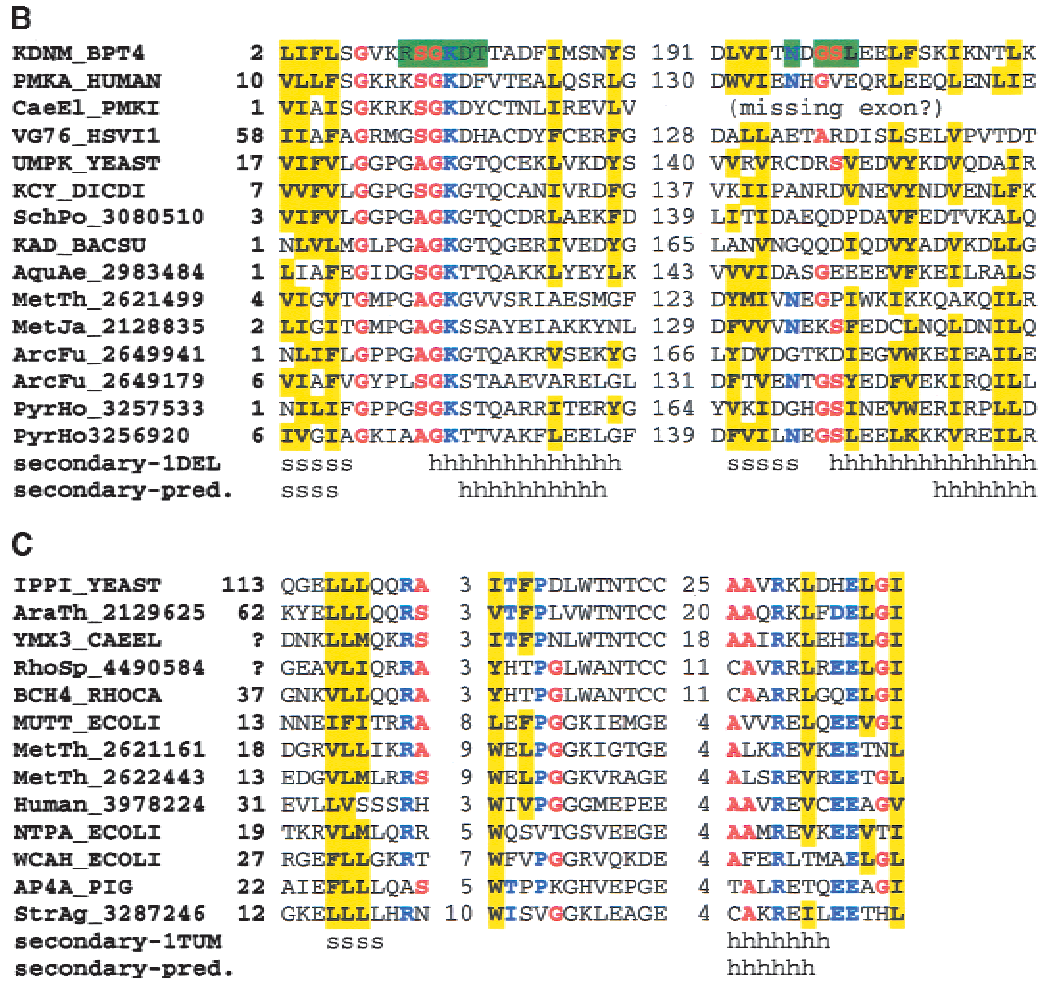 B
KDNM_BPT4 2 LIFLSGVKRSGKDTTADFIMSNYS 191 DLVITNDGSLEELFSKIKNTLK
PMKA_HUMAN 10 VLLFSGKRKSGKDFVTEALQSRLG 130 DWVIENHGVEQRLEEQLENLIE
CaeEl_PMKI 1 VIAISGKRKSGKDYCTNLIREVLV (missing exon?)
VG76_HSVI1 58 IIAFAGRMGSGKDHACDYFCERFG 128 DALLAETARDISLSELVPVTDT
UMPK_YEAST 17 VIFVLGGPGAGKGTQCEKLVKDYS 140 VVRVRCDRSVEDVYKDVQDAIR
KCY_DICDI 7 VVFVLGGPGSGKGTQCANIVRDFG 137 VKIIPANRDVNEVYNDVENLFK
SchPo_3080510 3 VIFVLGGPGAGKGTQCDRLAEKFD 139 LITIDAEQDPDAVFEDTVKALQ
KAD_BACSU 1 NLVLMGLPGAGKGTQGERIVEDYG 165 LANVNGQQDIQDVYADVKDLLG
AquAe_2983484 1 LIAFEGIDGSGKTTQAKKLYEYLK 143 VVVIDASGEEEEVFKEILRALS
MetTh_2621499 4 VIGVTGMPGAGKGVVSRIAESMGF 123 DYMIVNEGPIWKIKKQAKQILR
MetJa_2128835 2 LIGITGMPGAGKSSAYEIAKKYNL 129 DFVVVNEKSFEDCLNQLDNILQ
ArcFu_2649941 1 NLIFLGPPGAGKGTQAKRVSEKYG 166 LYDVDGTKDIEGVWKEIEAILE
ArcFu_2649179 6 VIAFVGYPLSGKSTAAEVARELGL 131 DFTVENTGSYEDFVEKIRQILL
PyrHo_3257533 1 NILIFGPPGSGKSTQARRITERYG 164 YVKIDGHGSINEVWERIRPLLD
PyrHo3256920 6 IVGIAGKIAAGKTTVAKFLEELGF 139 DFVILNEGSLEELKKKVREILR
secondary-1DEL sssss hhhhhhhhhhhhh sssss hhhhhhhhhhhhhh
secondary-pred. ssss hhhhhhhhhh hhhhhhh
C
IPPI_YEAST 113 QGELLLQQRA 3 ITFPDLWTNTCC 25 AAVRKLDHELGI
AraTh_2129625 62 KYELLLQQRS 3 VTFPLVWTNTCC 20 AAQRKLFDELGI
YMX3_CAEEL ? DNKLLMQKRS 3 ITFPNLWTNTCC 18 AAIRKLEHELGI
RhoSp_4490584 ? GEAVLIQRRA 3 YHTPGLWANTCC 11 CAVRRLREELGI
BCH4_RHOCA 37 GNKVLLQQRA 3 YHTPGLWANTCC 11 CAARRLGQELGI
MUTT_ECOLI 13 NNEIFITRRA 8 LEFPGGKIEMGE 4 AVVRELQEEVGI
MetTh_2621161 18 DGRVLLIKRA 9 WELPGGKIGTGE 4 ALKREVKEETNL
MetTh_2622443 13 EDGVLMLRRS 9 WELPGGKVRAGE 4 ALSREVREETGL
Human_3978224 31 EVLLVSSSRH 3 WIVPGGGMEPEE 4 AAVREVCEEAGV
NTPA_ECOLI 19 TKRVLMLQRR 5 WQSVTGSVEEGE 4 AAMREVKEEVTI
WCAH_ECOLI 27 RGEFLLGKRT 7 WFVPGGRVQKDE 4 AFERLTMAELGL
AP4A_PIG 22 AIEFLLLQAS 5 WTPPKGHVEPGE 4 TALRETQEEAGI
StrAg_3287246 12 GKELLLLHRN 10 WISVGGKLEAGE 4 CAKREILEETHL
secondary-1TUM ssss hhhhhhh
secondary-pred. hhhhhh